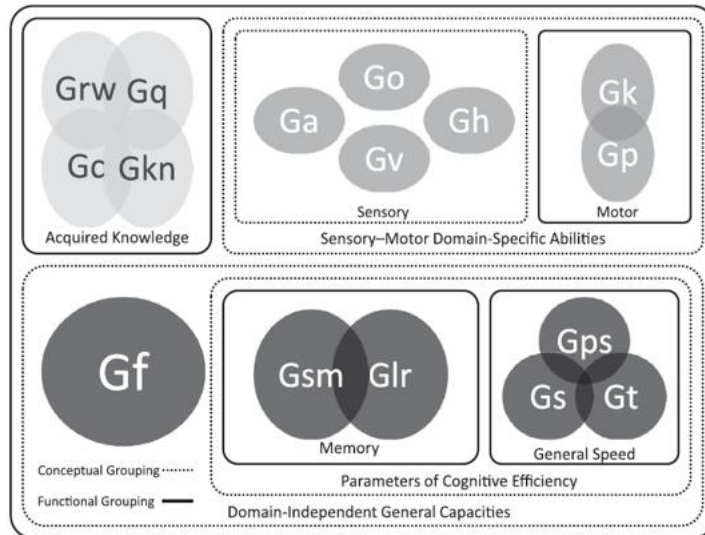 Grw Gq
Gc Gkn
Acquired Knowledge
Go
Ga
Gh
Gv
Sensory
Gk
Gp
Motor
Sensory–Motor Domain-Specific Abilities
Gf
Gsm Glr
Memory
Gps
Gs Gt
General Speed
Parameters of Cognitive Efficiency
Conceptual Grouping
Functional Grouping
Domain-Independent General Capacities